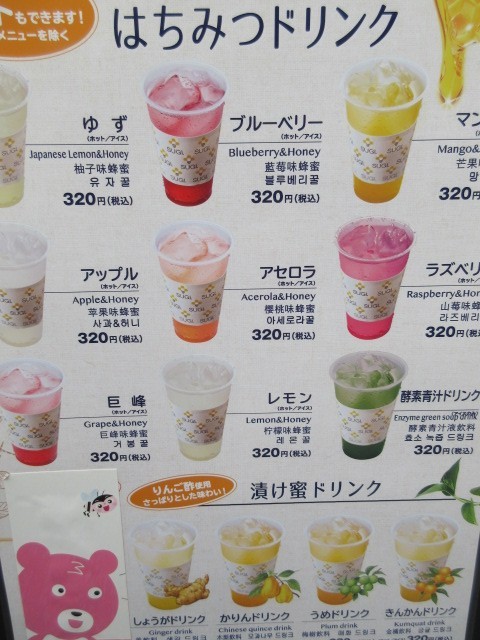 もできます!
メニューを除く
はちみつドリンク
ゆず
(ホット/アイス)
Japanese Lemon&Honey
柚子味蜂蜜
유자꿀
320円(税込)
ブルーベリー
(ホット/アイス)
Blueberry&Honey
藍莓味蜂蜜
블루베리꿀
320円(税込)
マン
Mango&
芒果
망
320
アップル
(ホット/アイス)
Apple&Honey
苹果味蜂蜜
사과&허니
320円(税込)
アセロラ
(ホット/アイス)
Acerola&Honey
櫻桃味蜂蜜
아세로라꿀
320円(税込)
ラズベリ
Raspberry&Hon
山莓味蜂
라즈베리
320円(税
巨峰
(ホット/アイス)
Grape&Honey
巨峰味蜂蜜
거봉꿀
320円(税込)
レモン
(ホット/アイス)
Lemon&Honey
柠檬味蜂蜜
레몬꿀
320円(税込)
酵素青汁ドリンク
Enzyme green
酵素青汁液飲料
효소 녹즙 드링크
320円(税込)
りんご酢使用
さっぱりとした味わい!
漬け蜜ドリンク
しょうがドリンク
Ginger drink
かりんドリンク
Chinese quince drink
うめドリンク
Plum drink
きんかんドリンク
Kumquat drink